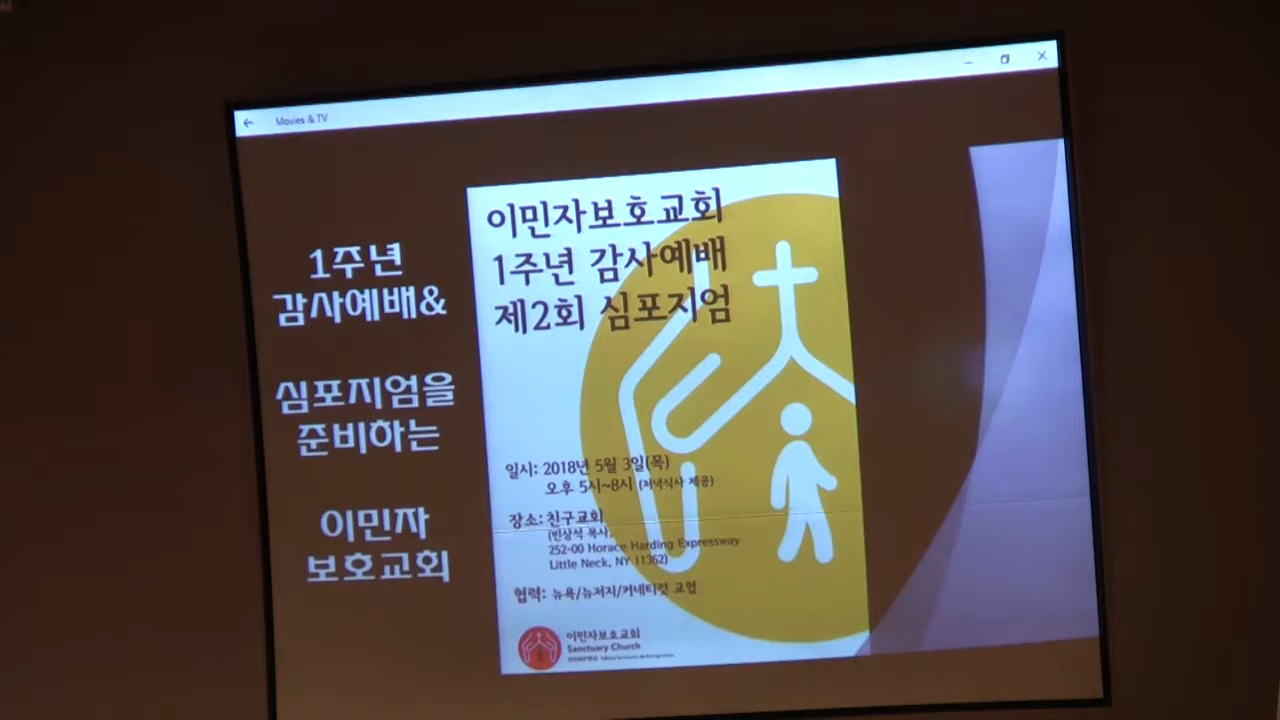 Movies & TV
1주년
감사예배&
심포지엄을
준비하는
이민자
보호교회
이민자보호교회
1주년 감사예배
제2회 심포지엄
일시: 2018년 5월 3일(목)
오후 5시~8시 (저녁식사 제공)
장소: 친구교회
(빈상석 목사,
252-00 Horace Harding Expressway
Little Neck, NY 11362)
협력: 뉴욕/뉴저지/커네티컷 교협
이민자보호교회
Sanctuary Church